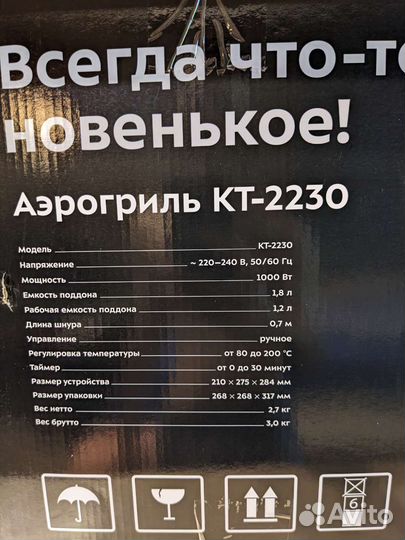 Всегда что-то
новенькое!
Аэрогриль КТ-2230
Модель КТ-2230
Напряжение ~ 220–240 В, 50/60 Гц
Мощность 1000 Вт
Емкость поддона 1,8 л
Рабочая емкость поддона 1,2 л
Длина шнура 0,7 м
Управление ручное
Регулировка температуры от 80 до 200 °С
Таймер от 0 до 30 минут
Размер устройства 210 × 275 × 284 мм
Размер упаковки 268 × 268 × 317 мм
Вес нетто 2,7 кг
Вес брутто 3,0 кг
6
Avito